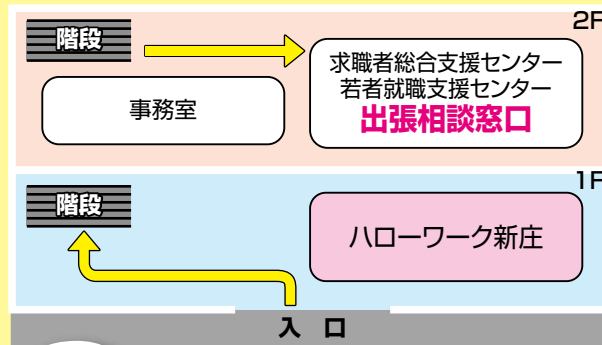 2F
階段
求職者総合支援センター
若者就職支援センター
出張相談窓口
事務室
1F
階段
ハローワーク新庄
入 口